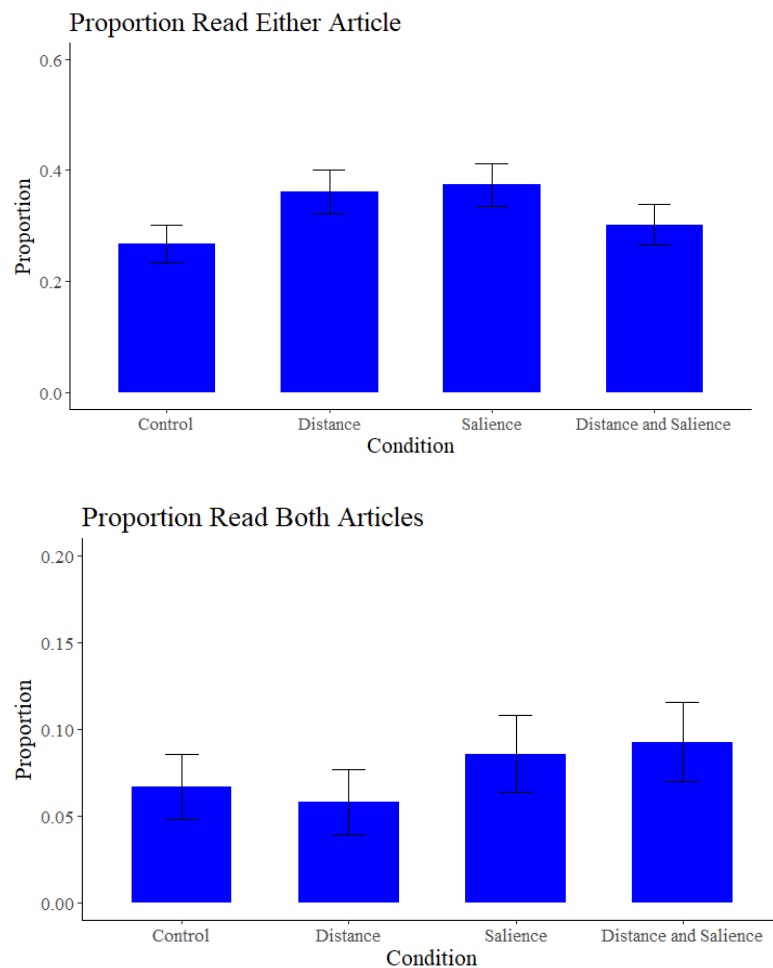 Proportion Read Either Article
0.6
0.4
0.2
0.0
Proportion
Control Distance Salience Distance and Salience
Condition
Proportion Read Both Articles
0.20
0.15
0.10
0.05
0.00
Proportion
Control Distance Salience Distance and Salience
Condition